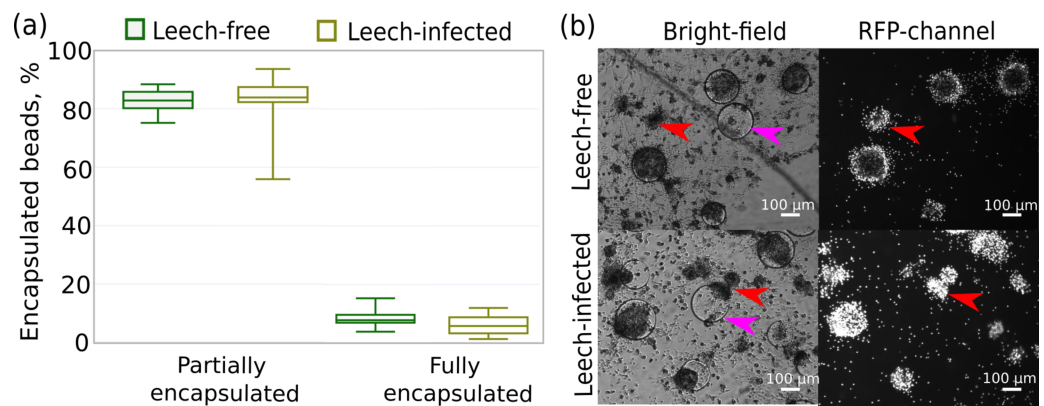 (a)
Leech-free
Leech-infected
Encapsulated beads, %
100
80
60
40
20
0
Partially
encapsulated
Fully
encapsulated
(b)
Bright-field
RFP-channel
Leech-free
100 µm
100 µm
Leech-infected
100 µm
100 µm